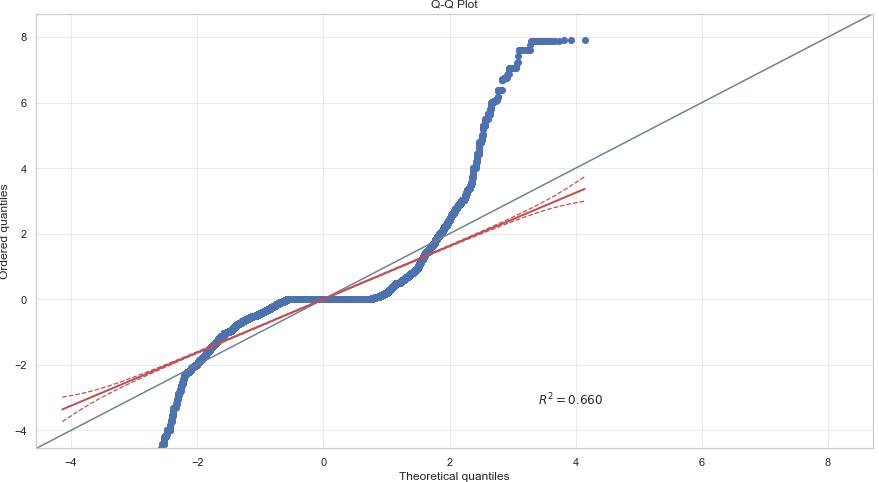 Q-Q Plot
8
6
4
2
0
−2
−4
Ordered quantiles
R² = 0.660
−4 −2 0 2 4 6 8
Theoretical quantiles